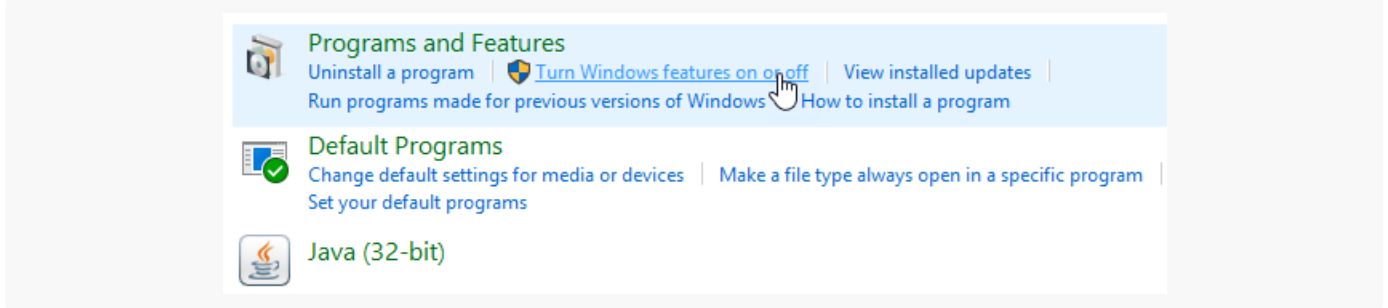 Programs and Features
Uninstall a program Turn Windows features on or off View installed updates
Run programs made for previous versions of Windows How to install a program
Default Programs
Change default settings for media or devices Make a file type always open in a specific program
Set your default programs
Java (32-bit)